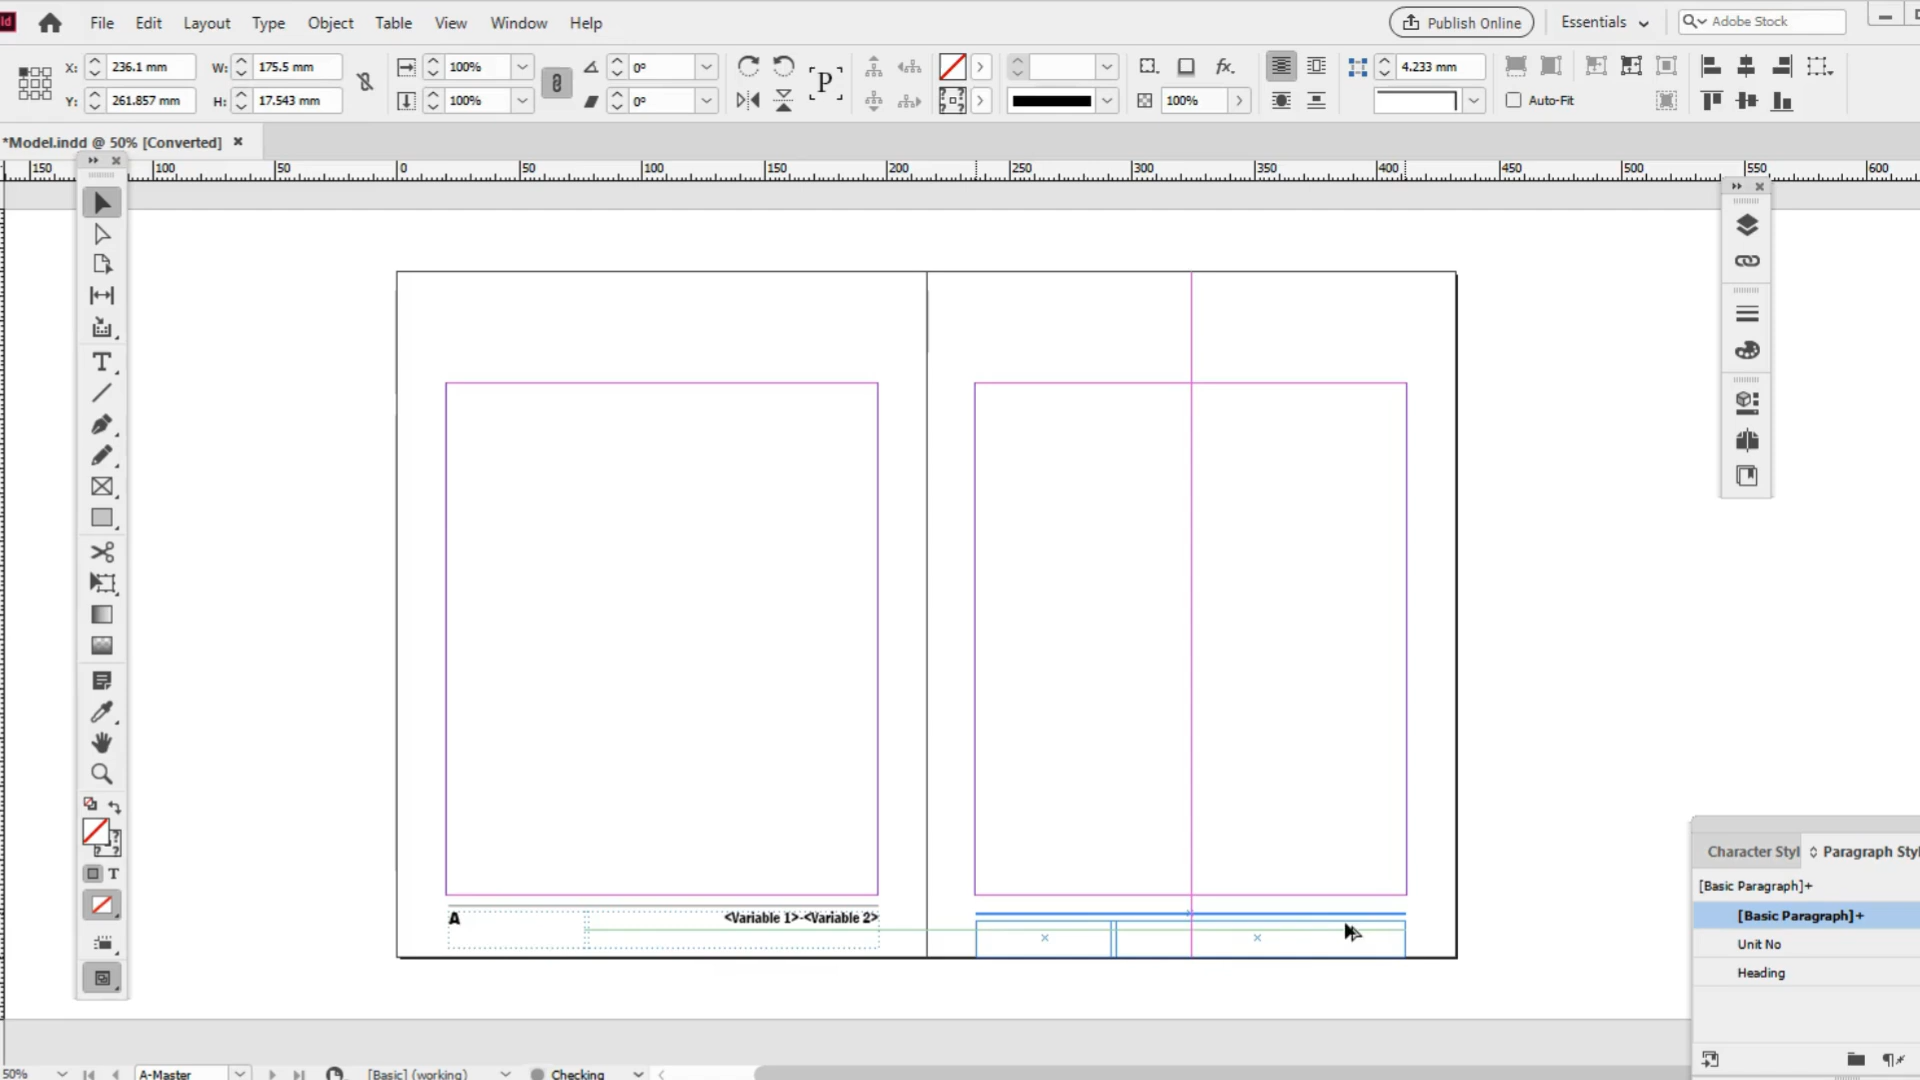 Id File Edit Layout Type Object Table View Window Help Publish Online Essentials Adobe Stock
X: 236.1 mm W: 175.5 mm 100% 0° 4.233 mm
Y: 261.857 mm H: 17.543 mm 100% 0° P 100% Auto-Fit
fx.
*Model.indd @ 50% [Converted]
150 100 50 0 50 100 150 200 250 300 350 400 450 500 550 600
T
A <Variable 1>-<Variable 2>
T
Character Styl Paragraph Styl
[Basic Paragraph]+
[Basic Paragraph]+
Unit No
Heading
50% A-Master [Basic] (working) Checking